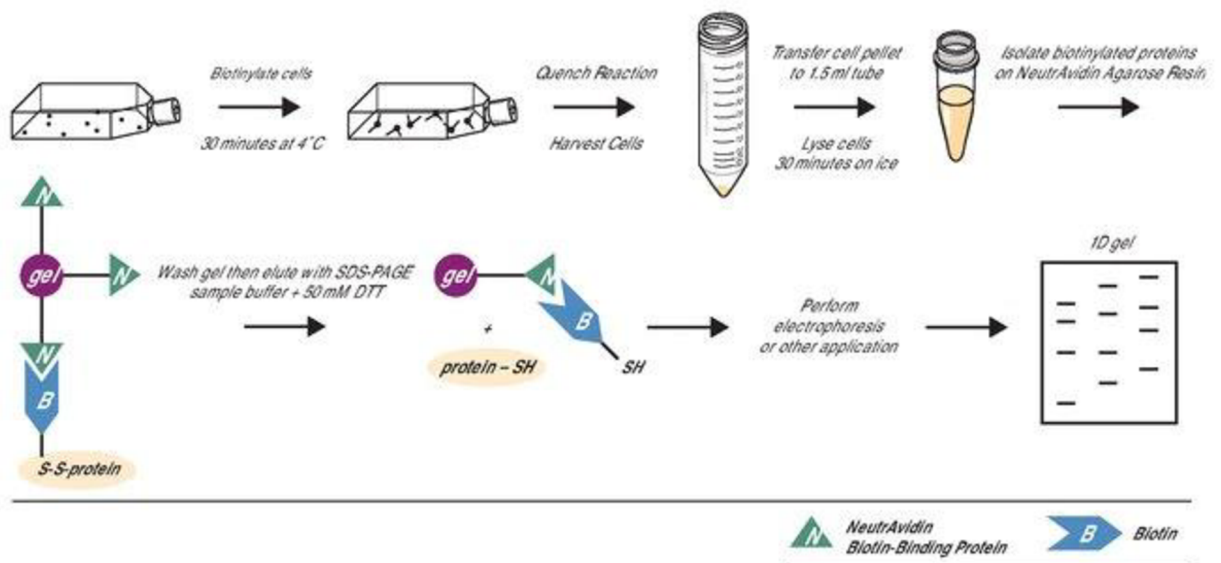 Biotinylate cells
30 minutes at 4°C
Quench Reaction
Harvest Cells
Transfer cell pellet
to 1.5 ml tube
Lyse cells
30 minutes on ice
Isolate biotinylated proteins
on NeutrAvidin Agarose Resin
N
gel
N
N
B
S-S-protein
Wash gel then elute with SDS-PAGE
sample buffer + 50 mM DTT
gel
N
B
SH
+
protein – SH
Perform
electrophoresis
or other application
1D gel
N
NeutrAvidin
Biotin-Binding Protein
B
Biotin